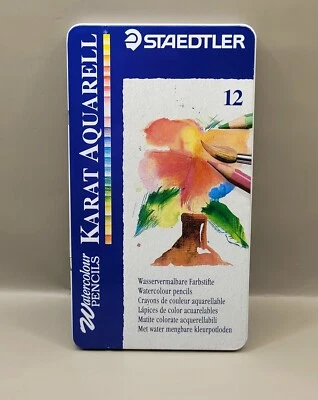 STAEDTLER
12
Watercolour
PENCILS
KARAT AQUARELL
Wasservermalbare Farbstifte
Watercolour pencils
Crayons de couleur aquarellable
Lápices de color acuarelables
Matite colorate acquerellabili
Met water mengbare kleurpotloden